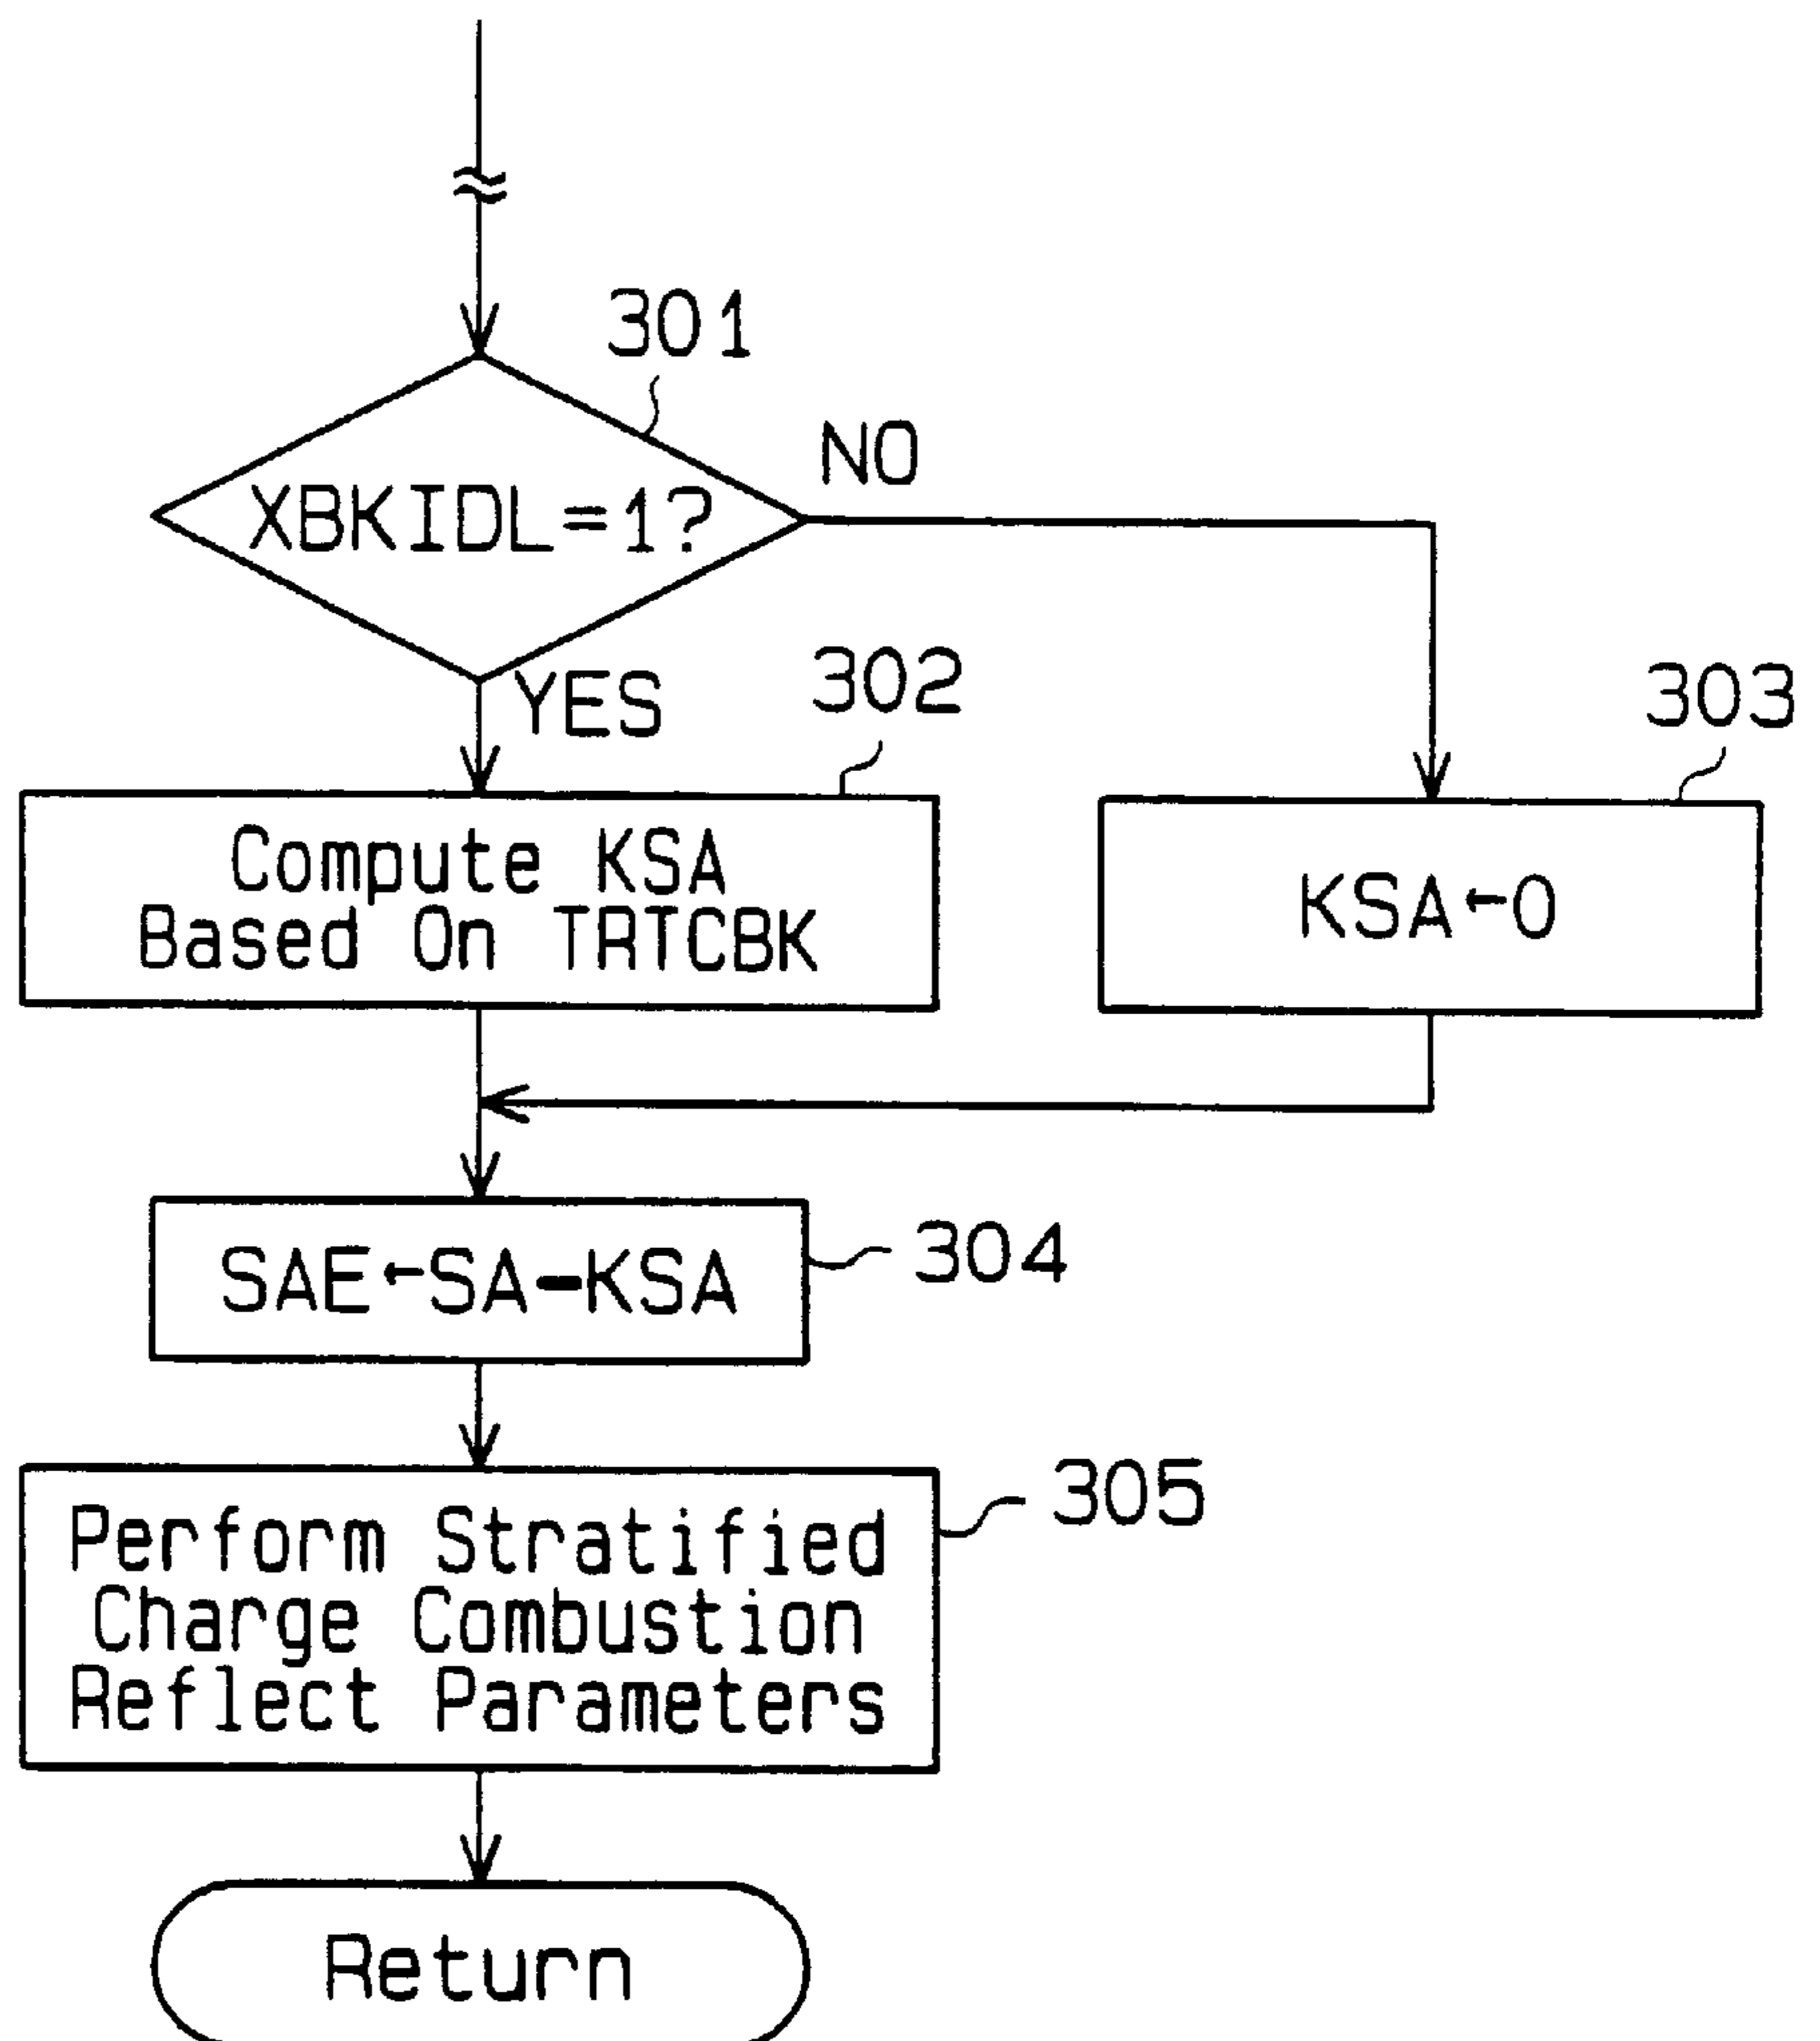 301
XBKIDL=1?
NO
YES
302
303
Compute KSA
Based On TRTCBK
KSA←0
SAE←SA-KSA
304
305
Perform Stratified
Charge Combustion
Reflect Parameters
Return